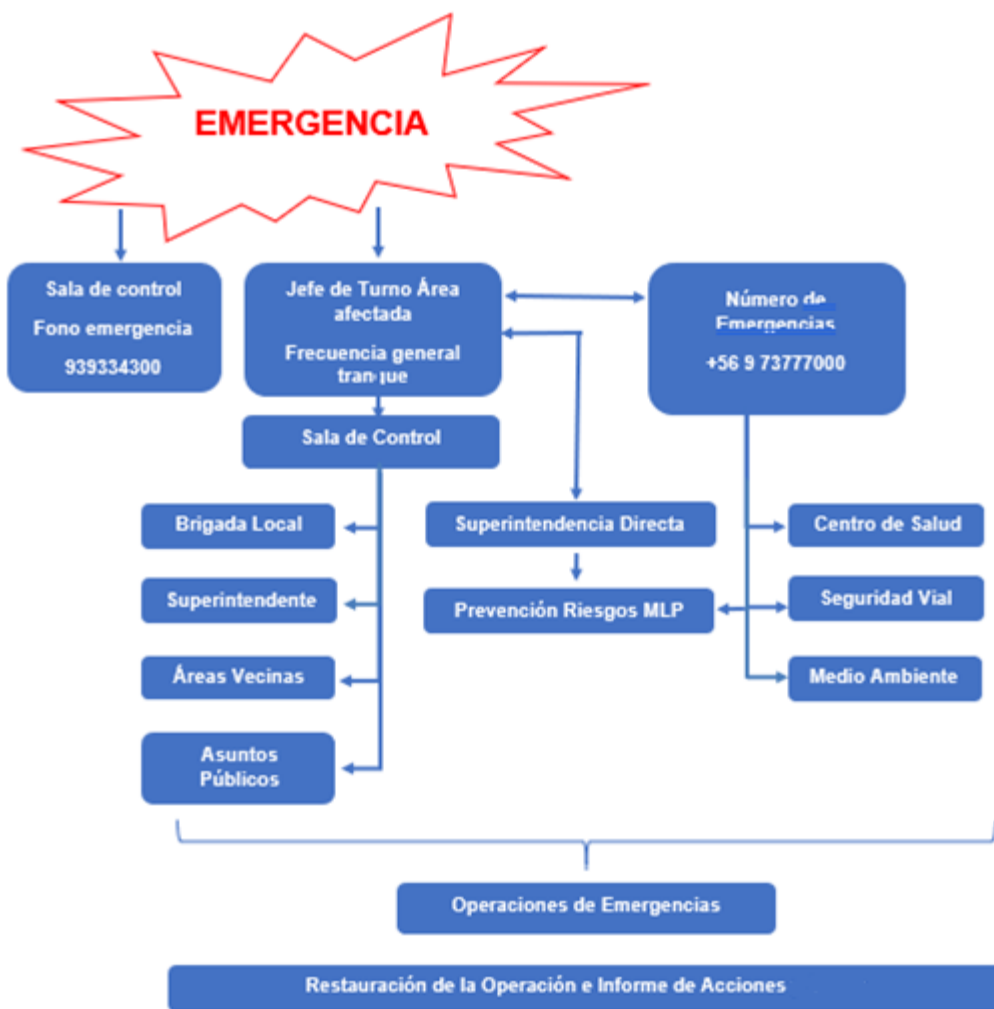 EMERGENCIA
Sala de control
Fono emergencia
939334300
Jefe de Turno Área
afectada
Frecuencia general
tranque
Número de
Emergencias
+56 9 73777000
Sala de Control
Brigada Local
Superintendencia Directa
Centro de Salud
Superintendente
Prevención Riesgos MLP
Seguridad Vial
Áreas Vecinas
Medio Ambiente
Asuntos
Públicos
Operaciones de Emergencias
Restauración de la Operación e Informe de Acciones